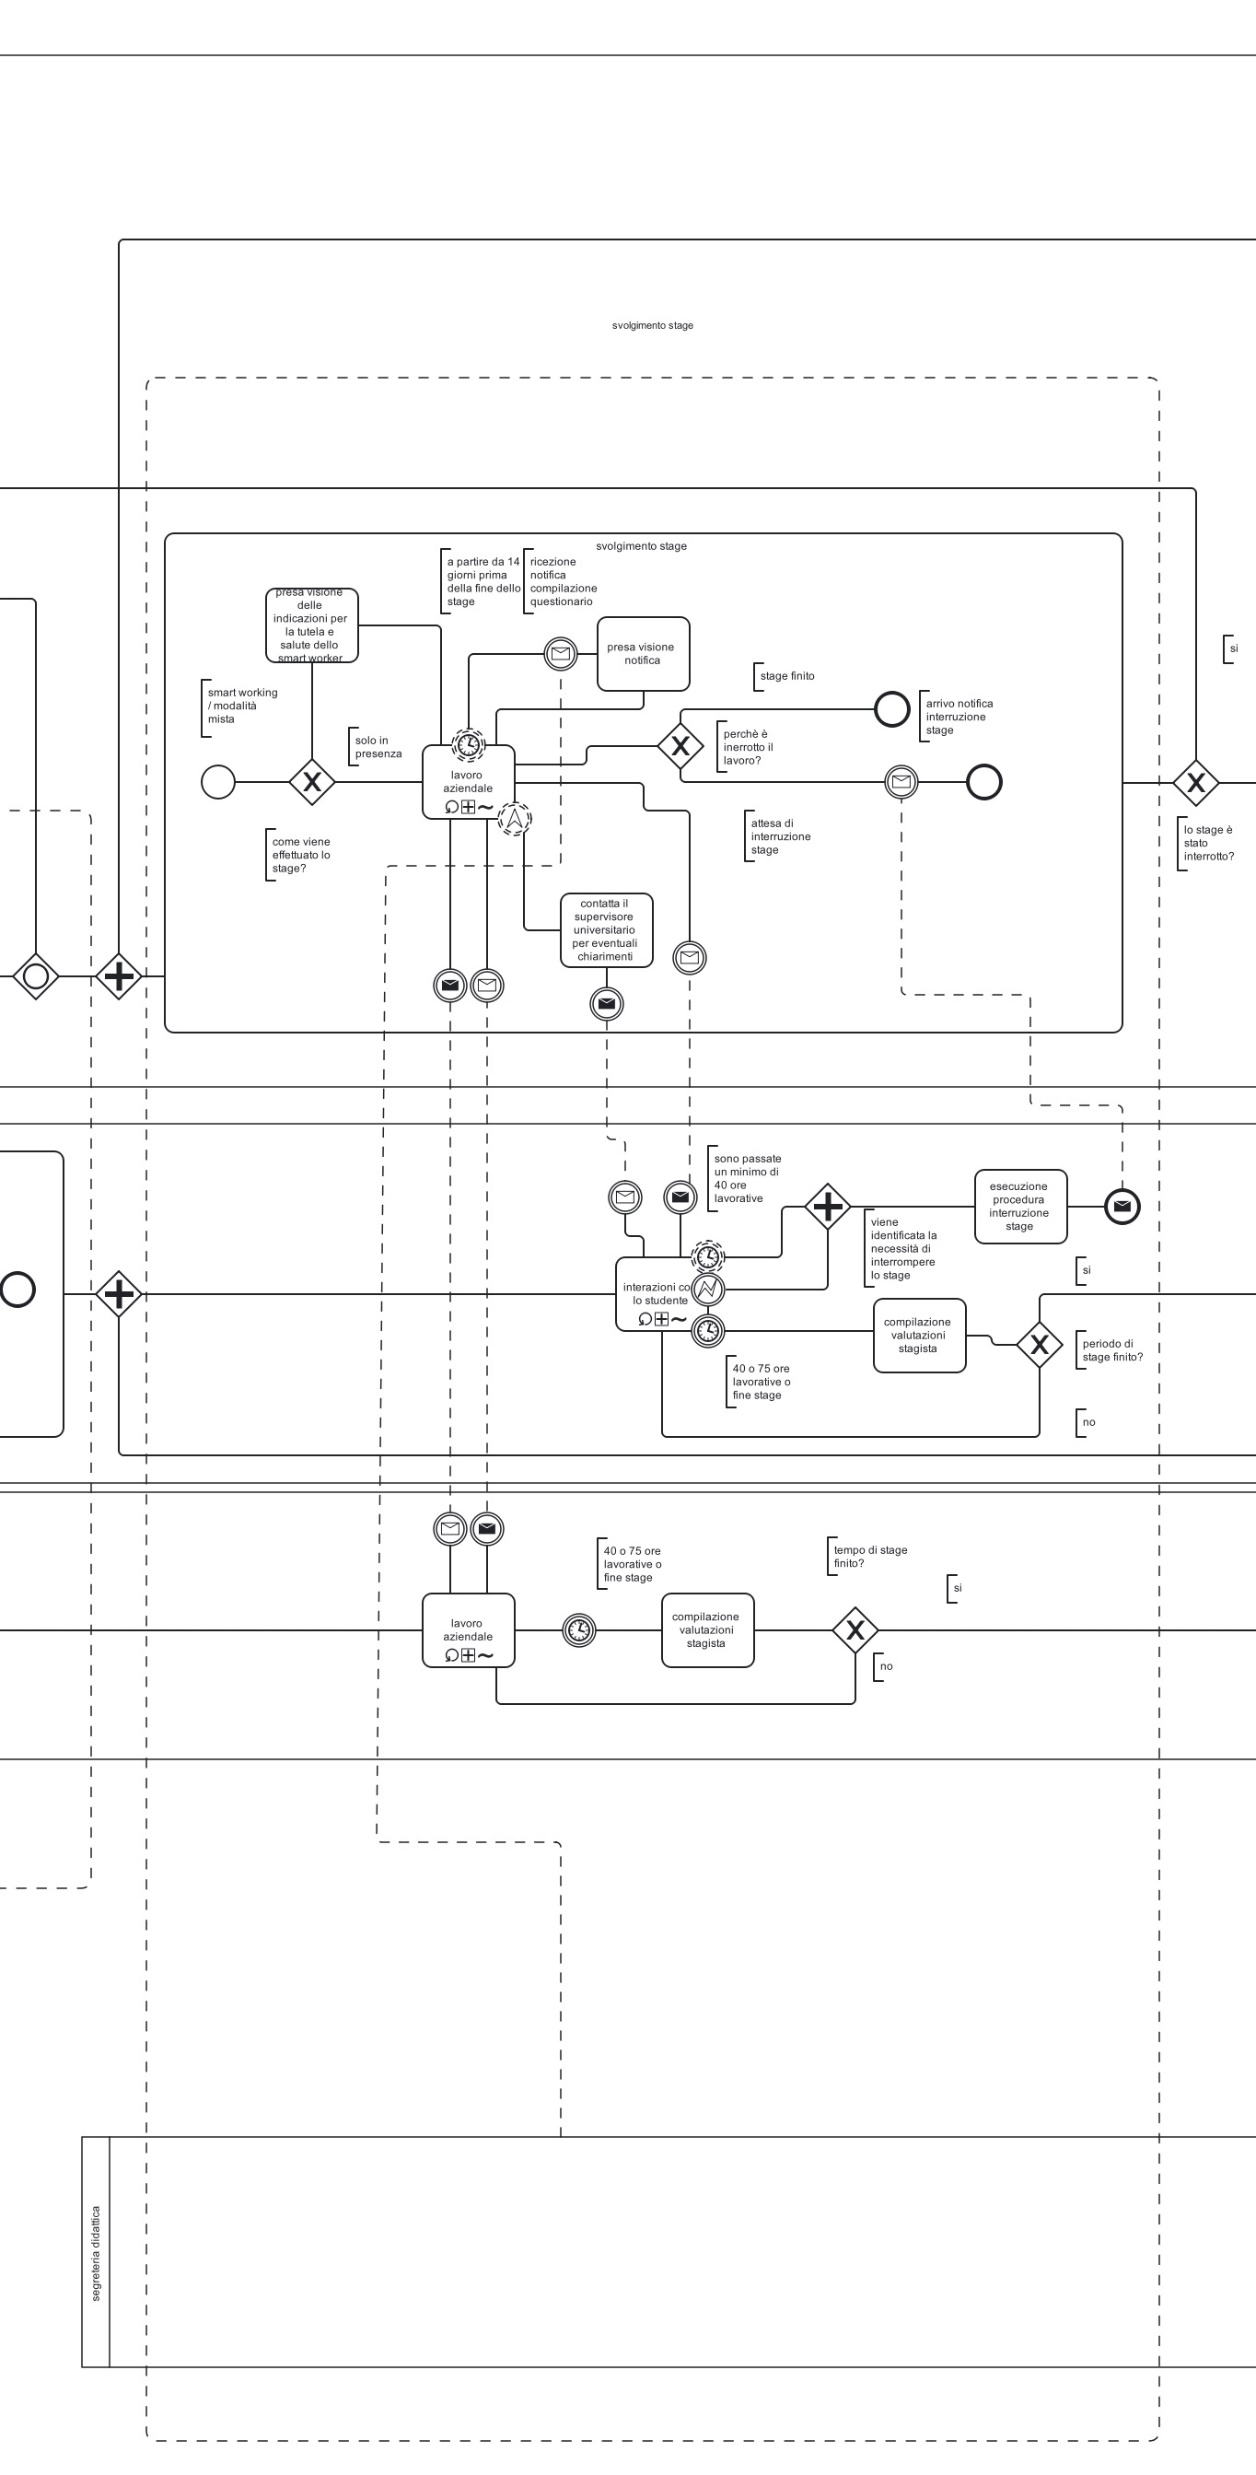 svolgimento stage
svolgimento stage
a partire da 14
giorni prima
della fine dello
stage
ricezione
notifica
compilazione
questionario
presa visione
delle
indicazioni per
la tutela e
salute dello
smart worker
presa visione
notifica
smart working
/ modalità
mista
solo in
presenza
stage finito
arrivo notifica
interruzione
stage
perchè è
inerrotto il
lavoro?
si
lavoro
aziendale
come viene
effettuato lo
stage?
attesa di
interruzione
stage
lo stage è
stato
interrotto?
contatta il
supervisore
universitario
per eventuali
chiarimenti
sono passate
un minimo di
40 ore
lavorative
esecuzione
procedura
interruzione
stage
viene
identificata la
necessità di
interrompere
lo stage
si
interazioni co
lo studente
compilazione
valutazioni
stagista
periodo di
stage finito?
40 o 75 ore
lavorative o
fine stage
no
40 o 75 ore
lavorative o
fine stage
tempo di stage
finito?
si
lavoro
aziendale
compilazione
valutazioni
stagista
no
segreteria didattica